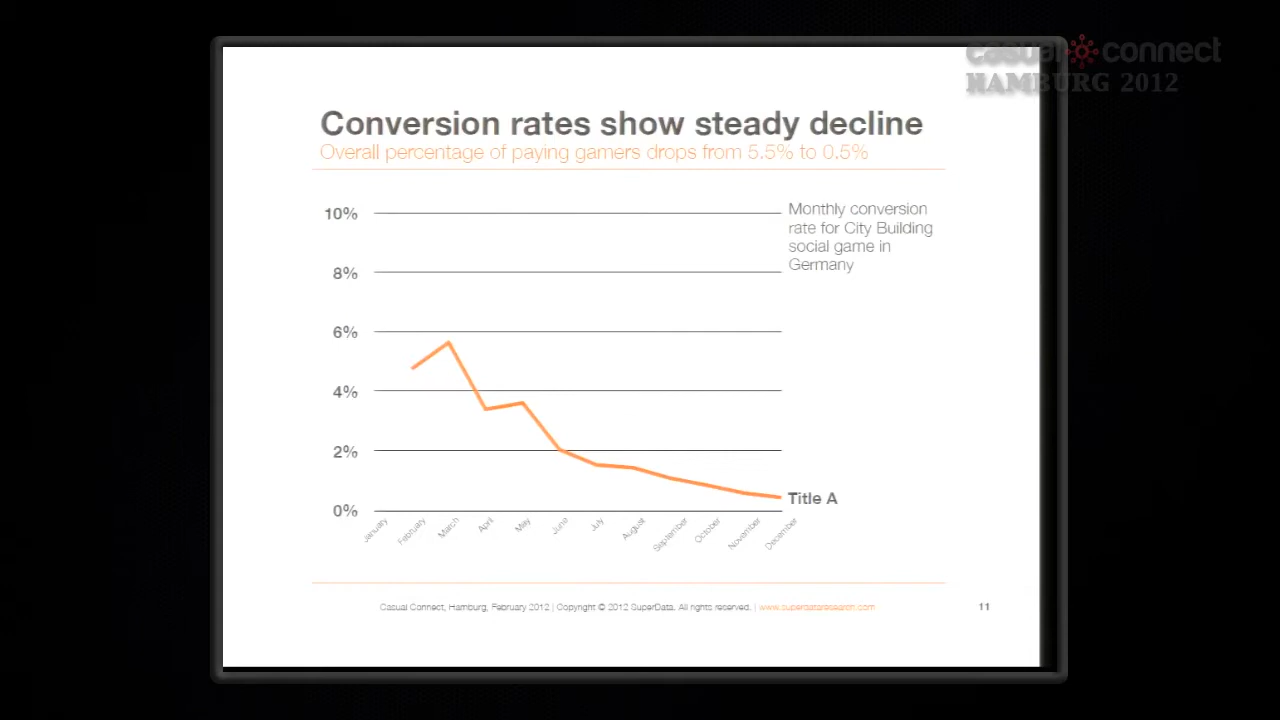 casual connect
HAMBURG 2012
Conversion rates show steady decline
Overall percentage of paying gamers drops from 5.5% to 0.5%
10%
8%
6%
4%
2%
0%
Monthly conversion
rate for City Building
social game in
Germany
Title A
January
February
March
April
May
June
July
August
September
October
November
December
Casual Connect, Hamburg, February 2012 | Copyright © 2012 SuperData. All rights reserved. | www.superdataresearch.com
11